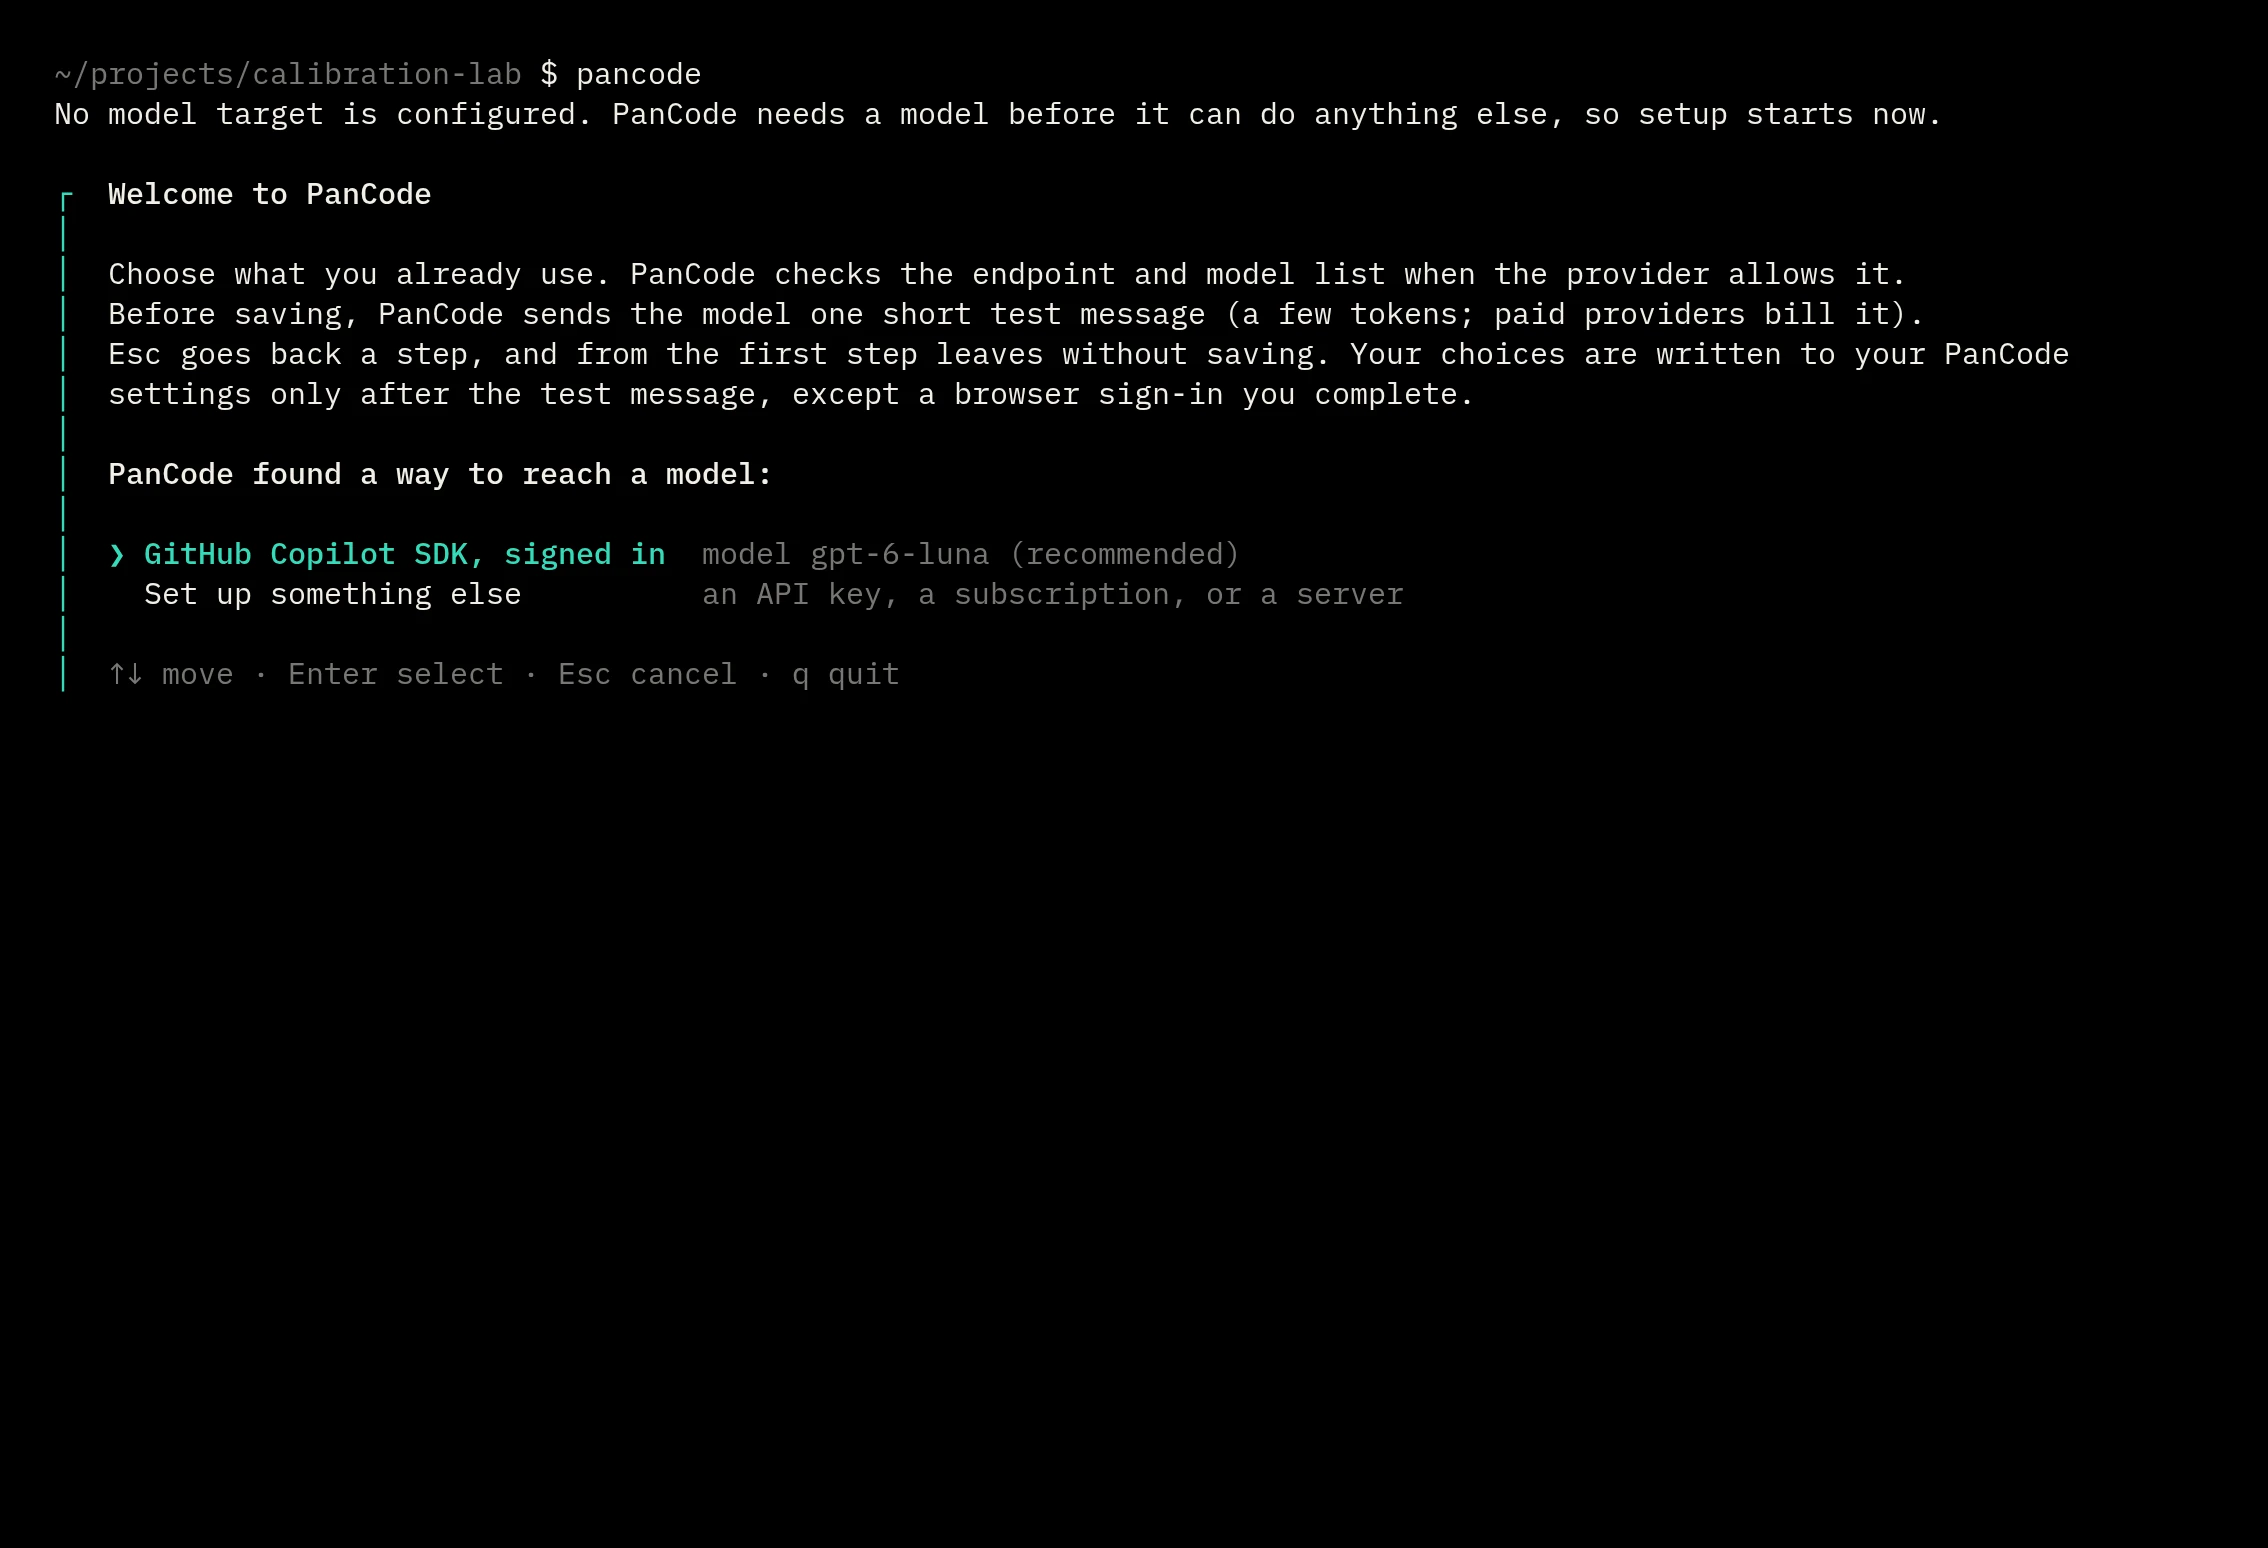 ~/projects/calibration-lab $ pancode
No model target is configured. PanCode needs a model before it can do anything else, so setup starts now.
Welcome to PanCode
Choose what you already use. PanCode checks the endpoint and model list when the provider allows it.
Before saving, PanCode sends the model one short test message (a few tokens; paid providers bill it).
Esc goes back a step, and from the first step leaves without saving. Your choices are written to your PanCode
settings only after the test message, except a browser sign-in you complete.
PanCode found a way to reach a model:
❯ GitHub Copilot SDK, signed in  model gpt-6-luna (recommended)
Set up something else          an API key, a subscription, or a server
↑↓ move · Enter select · Esc cancel · q quit